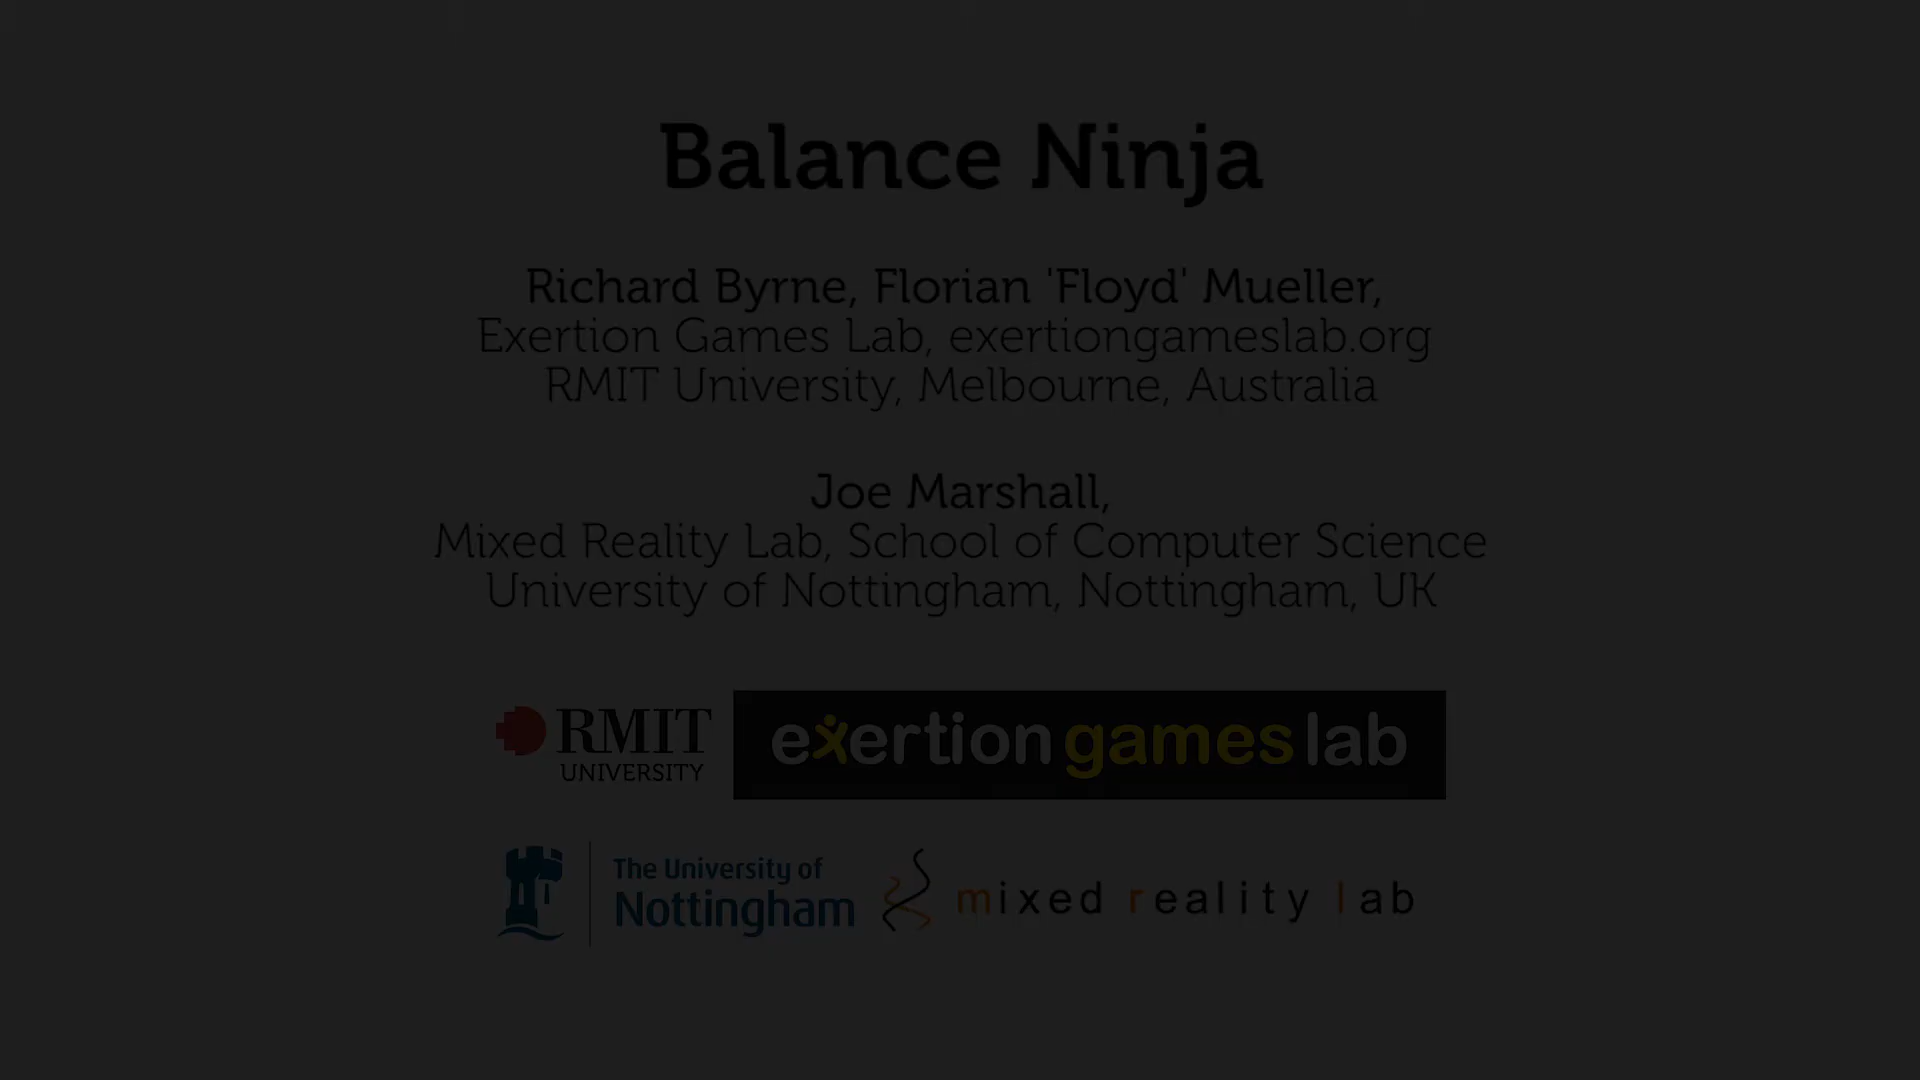 Balance Ninja
Richard Byrne, Florian 'Floyd' Mueller,
Exertion Games Lab, exertiongameslab.org
RMIT University, Melbourne, Australia
Joe Marshall,
Mixed Reality Lab, School of Computer Science
University of Nottingham, Nottingham, UK
RMIT
UNIVERSITY
exertion games lab
The University of
Nottingham
mixed reality lab